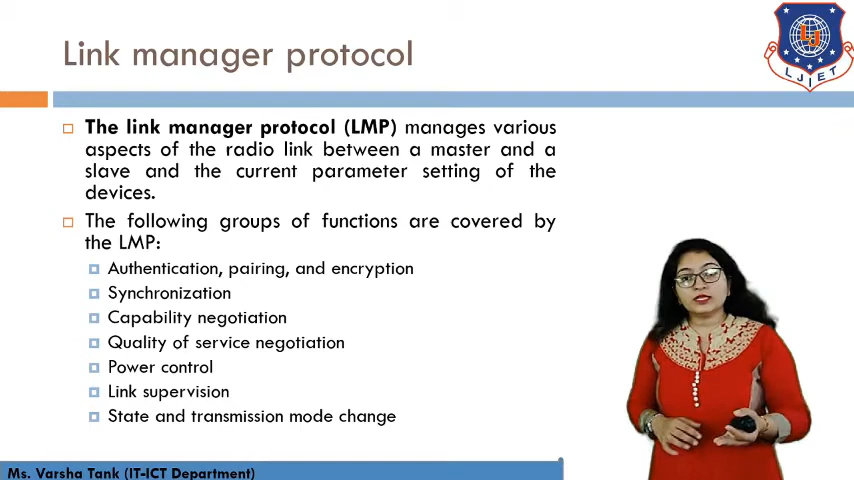 Link manager protocol
LJIET
The link manager protocol (LMP) manages various
aspects of the radio link between a master and a
slave and the current parameter setting of the
devices.
The following groups of functions are covered by
the LMP:
Authentication, pairing, and encryption
Synchronization
Capability negotiation
Quality of service negotiation
Power control
Link supervision
State and transmission mode change
Ms. Varsha Tank (IT-ICT Department)